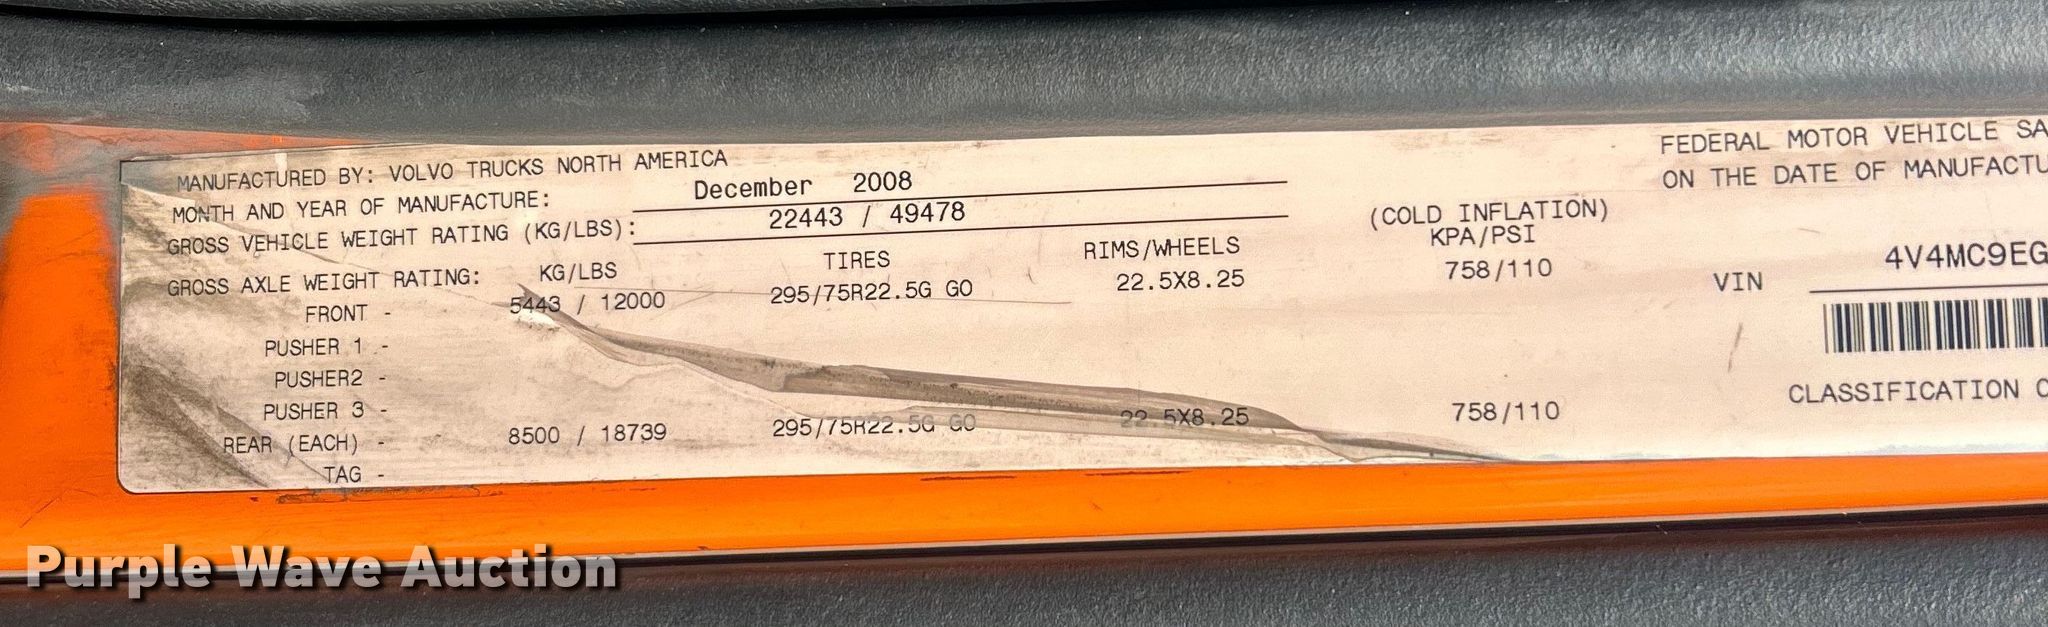 MANUFACTURED BY: VOLVO TRUCKS NORTH AMERICA
MONTH AND YEAR OF MANUFACTURE: December 2008
GROSS VEHICLE WEIGHT RATING (KG/LBS): 22443 / 49478
GROSS AXLE WEIGHT RATING: KG/LBS TIRES RIMS/WHEELS (COLD INFLATION) KPA/PSI
FRONT - 5443 / 12000 295/75R22.5G GO 22.5X8.25 758/110
PUSHER 1 -
PUSHER2 -
PUSHER 3 -
REAR (EACH) - 8500 / 18739 295/75R22.5G GO 22.5X8.25 758/110
TAG -
FEDERAL MOTOR VEHICLE SA
ON THE DATE OF MANUFACTU
VIN 4V4MC9EG
CLASSIFICATION
Purple Wave Auction